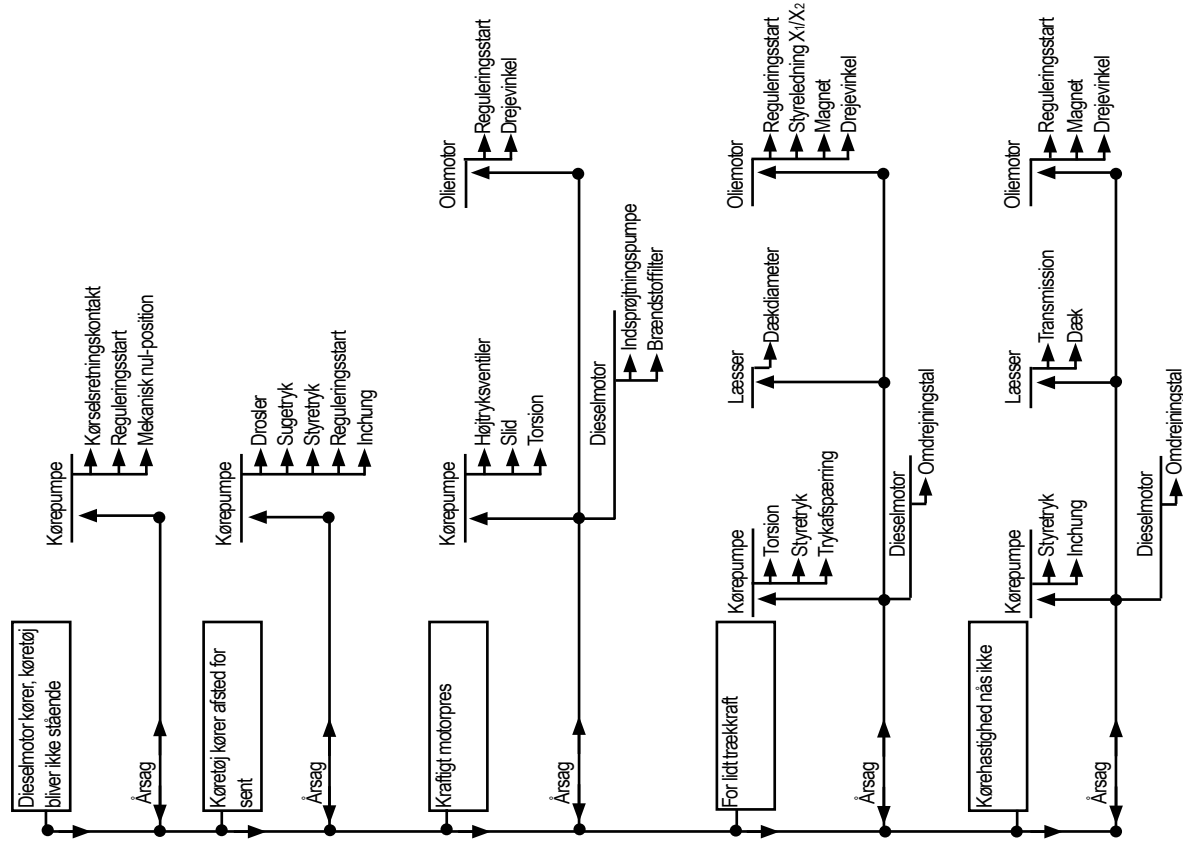 Dieselmotor kører, køretøj
bliver ikke stående
Årsag
Kørepumpe
Kørselsretningskontakt
Reguleringsstart
Mekanisk nul-position
Køretøj kører afsted for
sent
Årsag
Kørepumpe
Drosler
Sugetryk
Styretryk
Reguleringsstart
Inchung
Kraftigt motorpres
Årsag
Kørepumpe
Højtryksventiler
Slid
Torsion
Dieselmotor
Indsprøjtningspumpe
Brændstoffilter
Oliemotor
Reguleringsstart
Drejevinkel
For lidt trækkraft
Årsag
Kørepumpe
Torsion
Styretryk
Trykafspærring
Dieselmotor
Omdrejningstal
Læsser
Dækdiameter
Oliemotor
Reguleringsstart
Styreledning X1/X2
Magnet
Drejevinkel
Kørehastighed nås ikke
Årsag
Kørepumpe
Styretryk
Inchung
Dieselmotor
Omdrejningstal
Læsser
Transmission
Dæk
Oliemotor
Reguleringsstart
Magnet
Drejevinkel